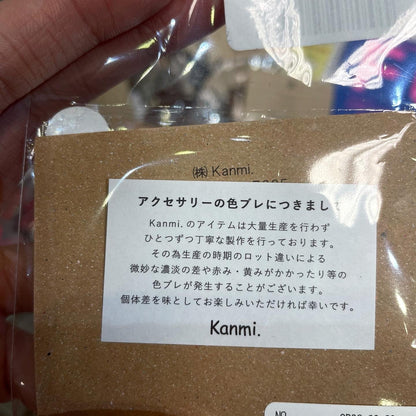 ㈱ Kanmi.
アクセサリーの色ブレにつきまし
Kanmi.のアイテムは大量生産を行わず
ひとつずつ丁寧な製作を行っております。
その為生産の時期のロット違いによる
微妙な濃淡の差や赤み・黄みがかかったり等の
色ブレが発生することがございます。
個体差を味としてお楽しみいただければ幸いです。
Kanmi.
NO.